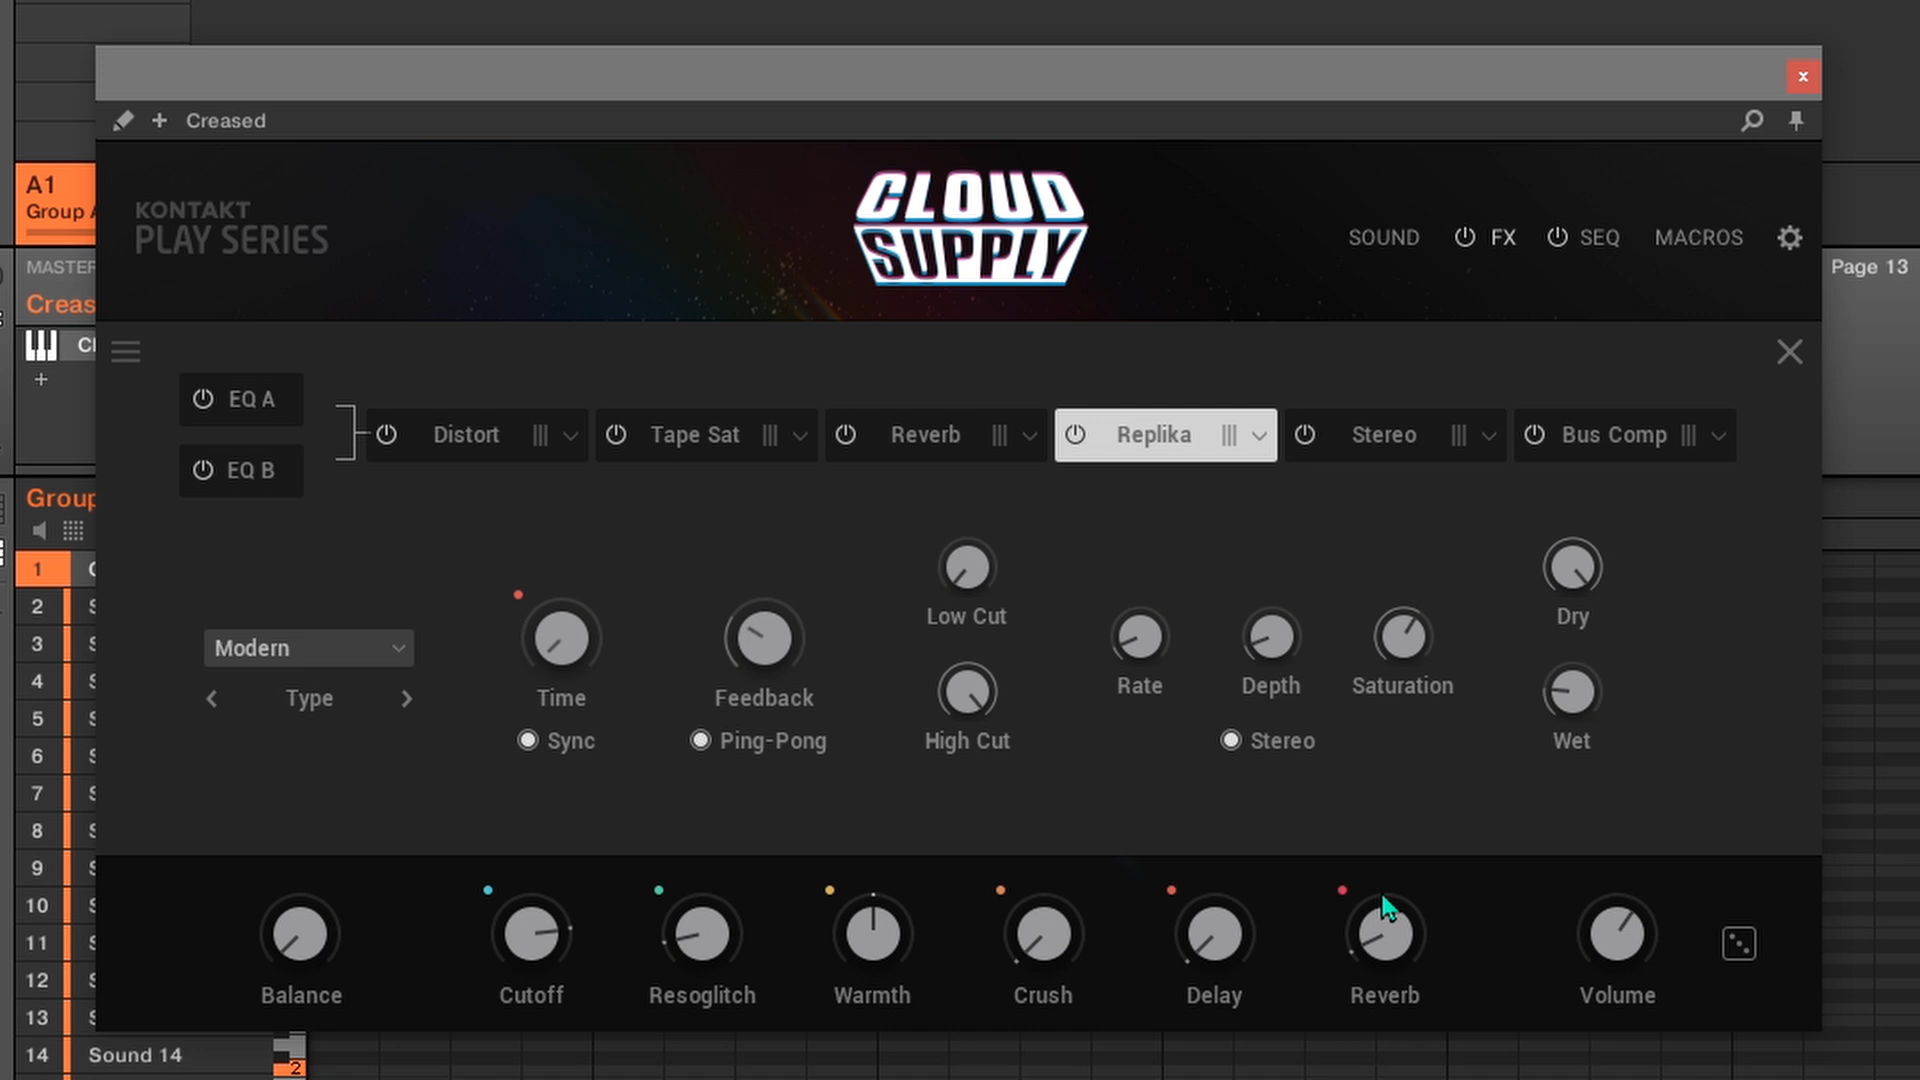 x
Creased
A1
Group A
KONTAKT
PLAY SERIES
CLOUD
SUPPLY
SOUND FX SEQ MACROS
MASTER
Page 13
Creas
EQ A
Distort Tape Sat Reverb Replika Stereo Bus Comp
EQ B
Group
1
2 S
3 S
4 S
5 S
6 S
7 S
8 S
9 S
10 S
11 S
12 S
13 S
14 Sound 14
2
Low Cut
Dry
Modern
Type
Time
Feedback
Rate
Depth
Saturation
Sync
Ping-Pong
High Cut
Stereo
Wet
Balance Cutoff Resoglitch Warmth Crush Delay Reverb Volume